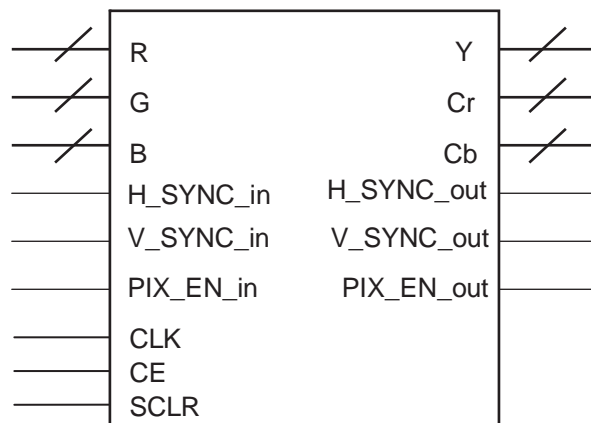 R Y
G Cr
B Cb
H_SYNC_in H_SYNC_out
V_SYNC_in V_SYNC_out
PIX_EN_in PIX_EN_out
CLK
CE
SCLR